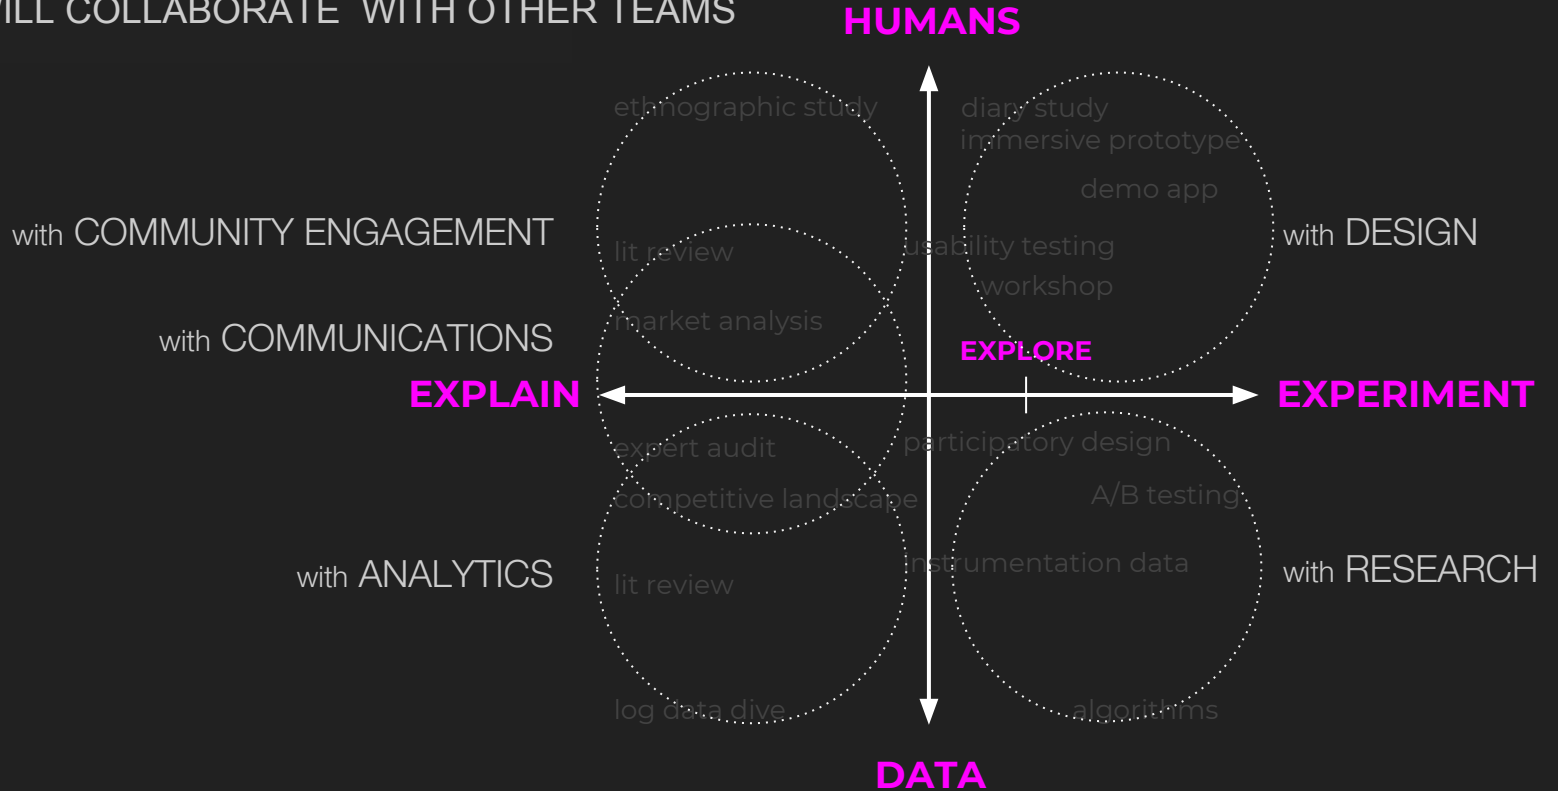 WILL COLLABORATE WITH OTHER TEAMS
HUMANS
ethnographic study
diary study
immersive prototype
demo app
with COMMUNITY ENGAGEMENT
with DESIGN
lit review
usability testing
workshop
market analysis
with COMMUNICATIONS
EXPLORE
EXPLAIN
EXPERIMENT
expert audit
participatory design
competitive landscape
A/B testing
with ANALYTICS
instrumentation data
with RESEARCH
lit review
log data dive
algorithms
DATA